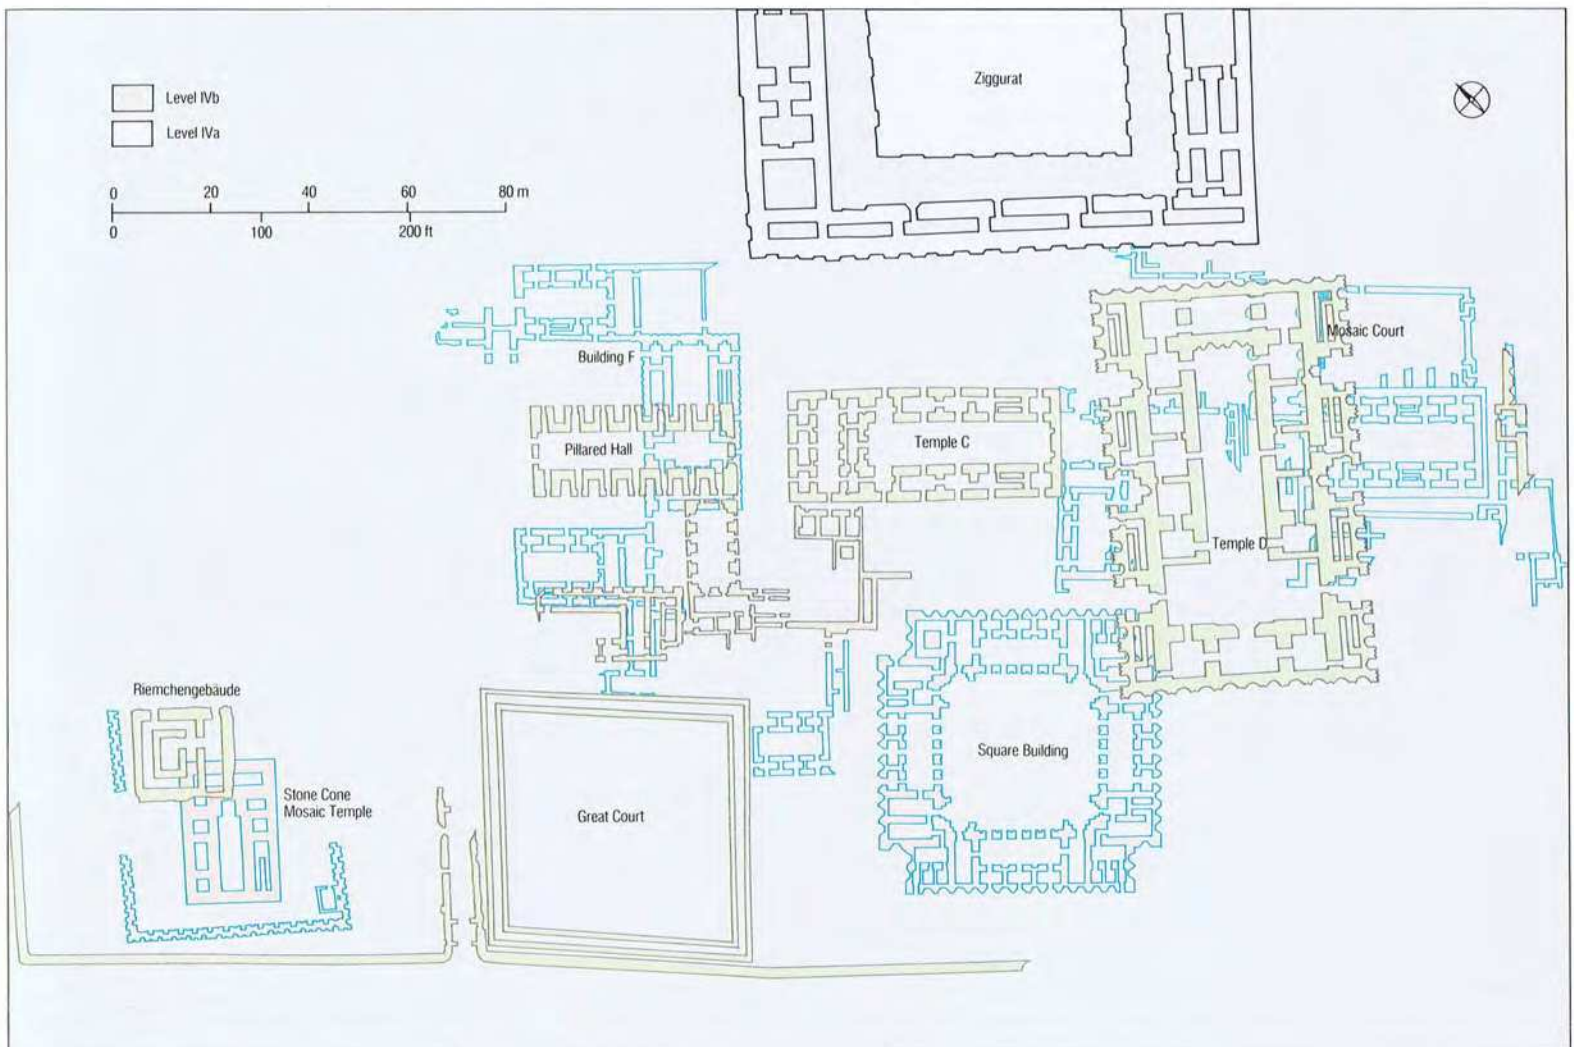 Ziggurat
Level IVb
Level IVa
0 20 40 60 80 m
0 100 200 ft
Mosaic Court
Building F
Pillared Hall
Temple C
Temple D
Riemchengebäude
Square Building
Stone Cone
Mosaic Temple
Great Court